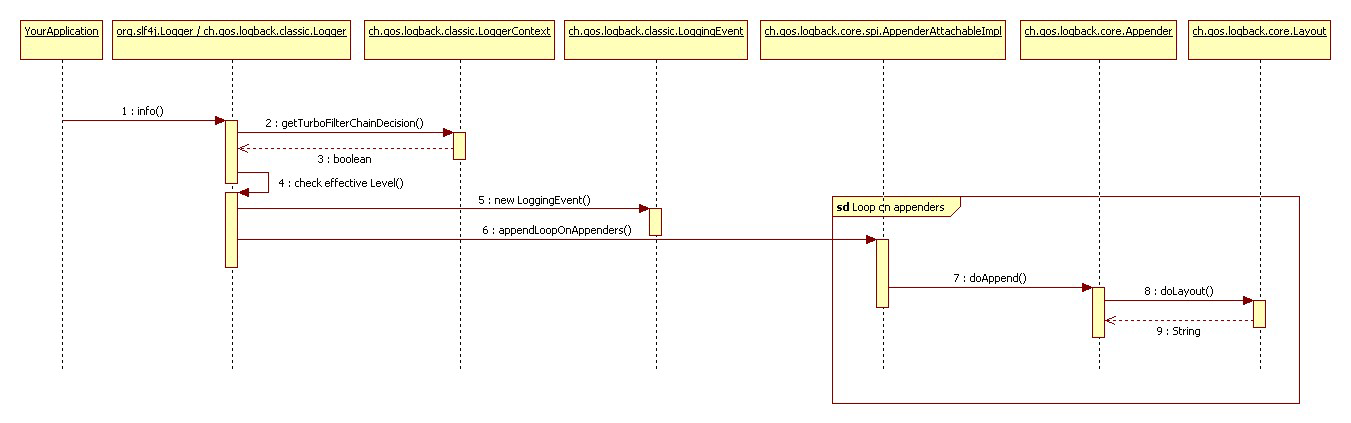 YourApplication
org.slf4j.Logger / ch.qos.logback.classic.Logger
ch.qos.logback.classic.LoggerContext
ch.qos.logback.classic.LoggingEvent
ch.qos.logback.core.spi.AppenderAttachableImpl
ch.qos.logback.core.Appender
ch.qos.logback.core.Layout
1 : info()
2 : getTurboFilterChainDecision()
3 : boolean
4 : check effective Level()
5 : new LoggingEvent()
sd Loop on appenders
6 : appendLoopOnAppenders()
7 : doAppend()
8 : doLayout()
9 : String